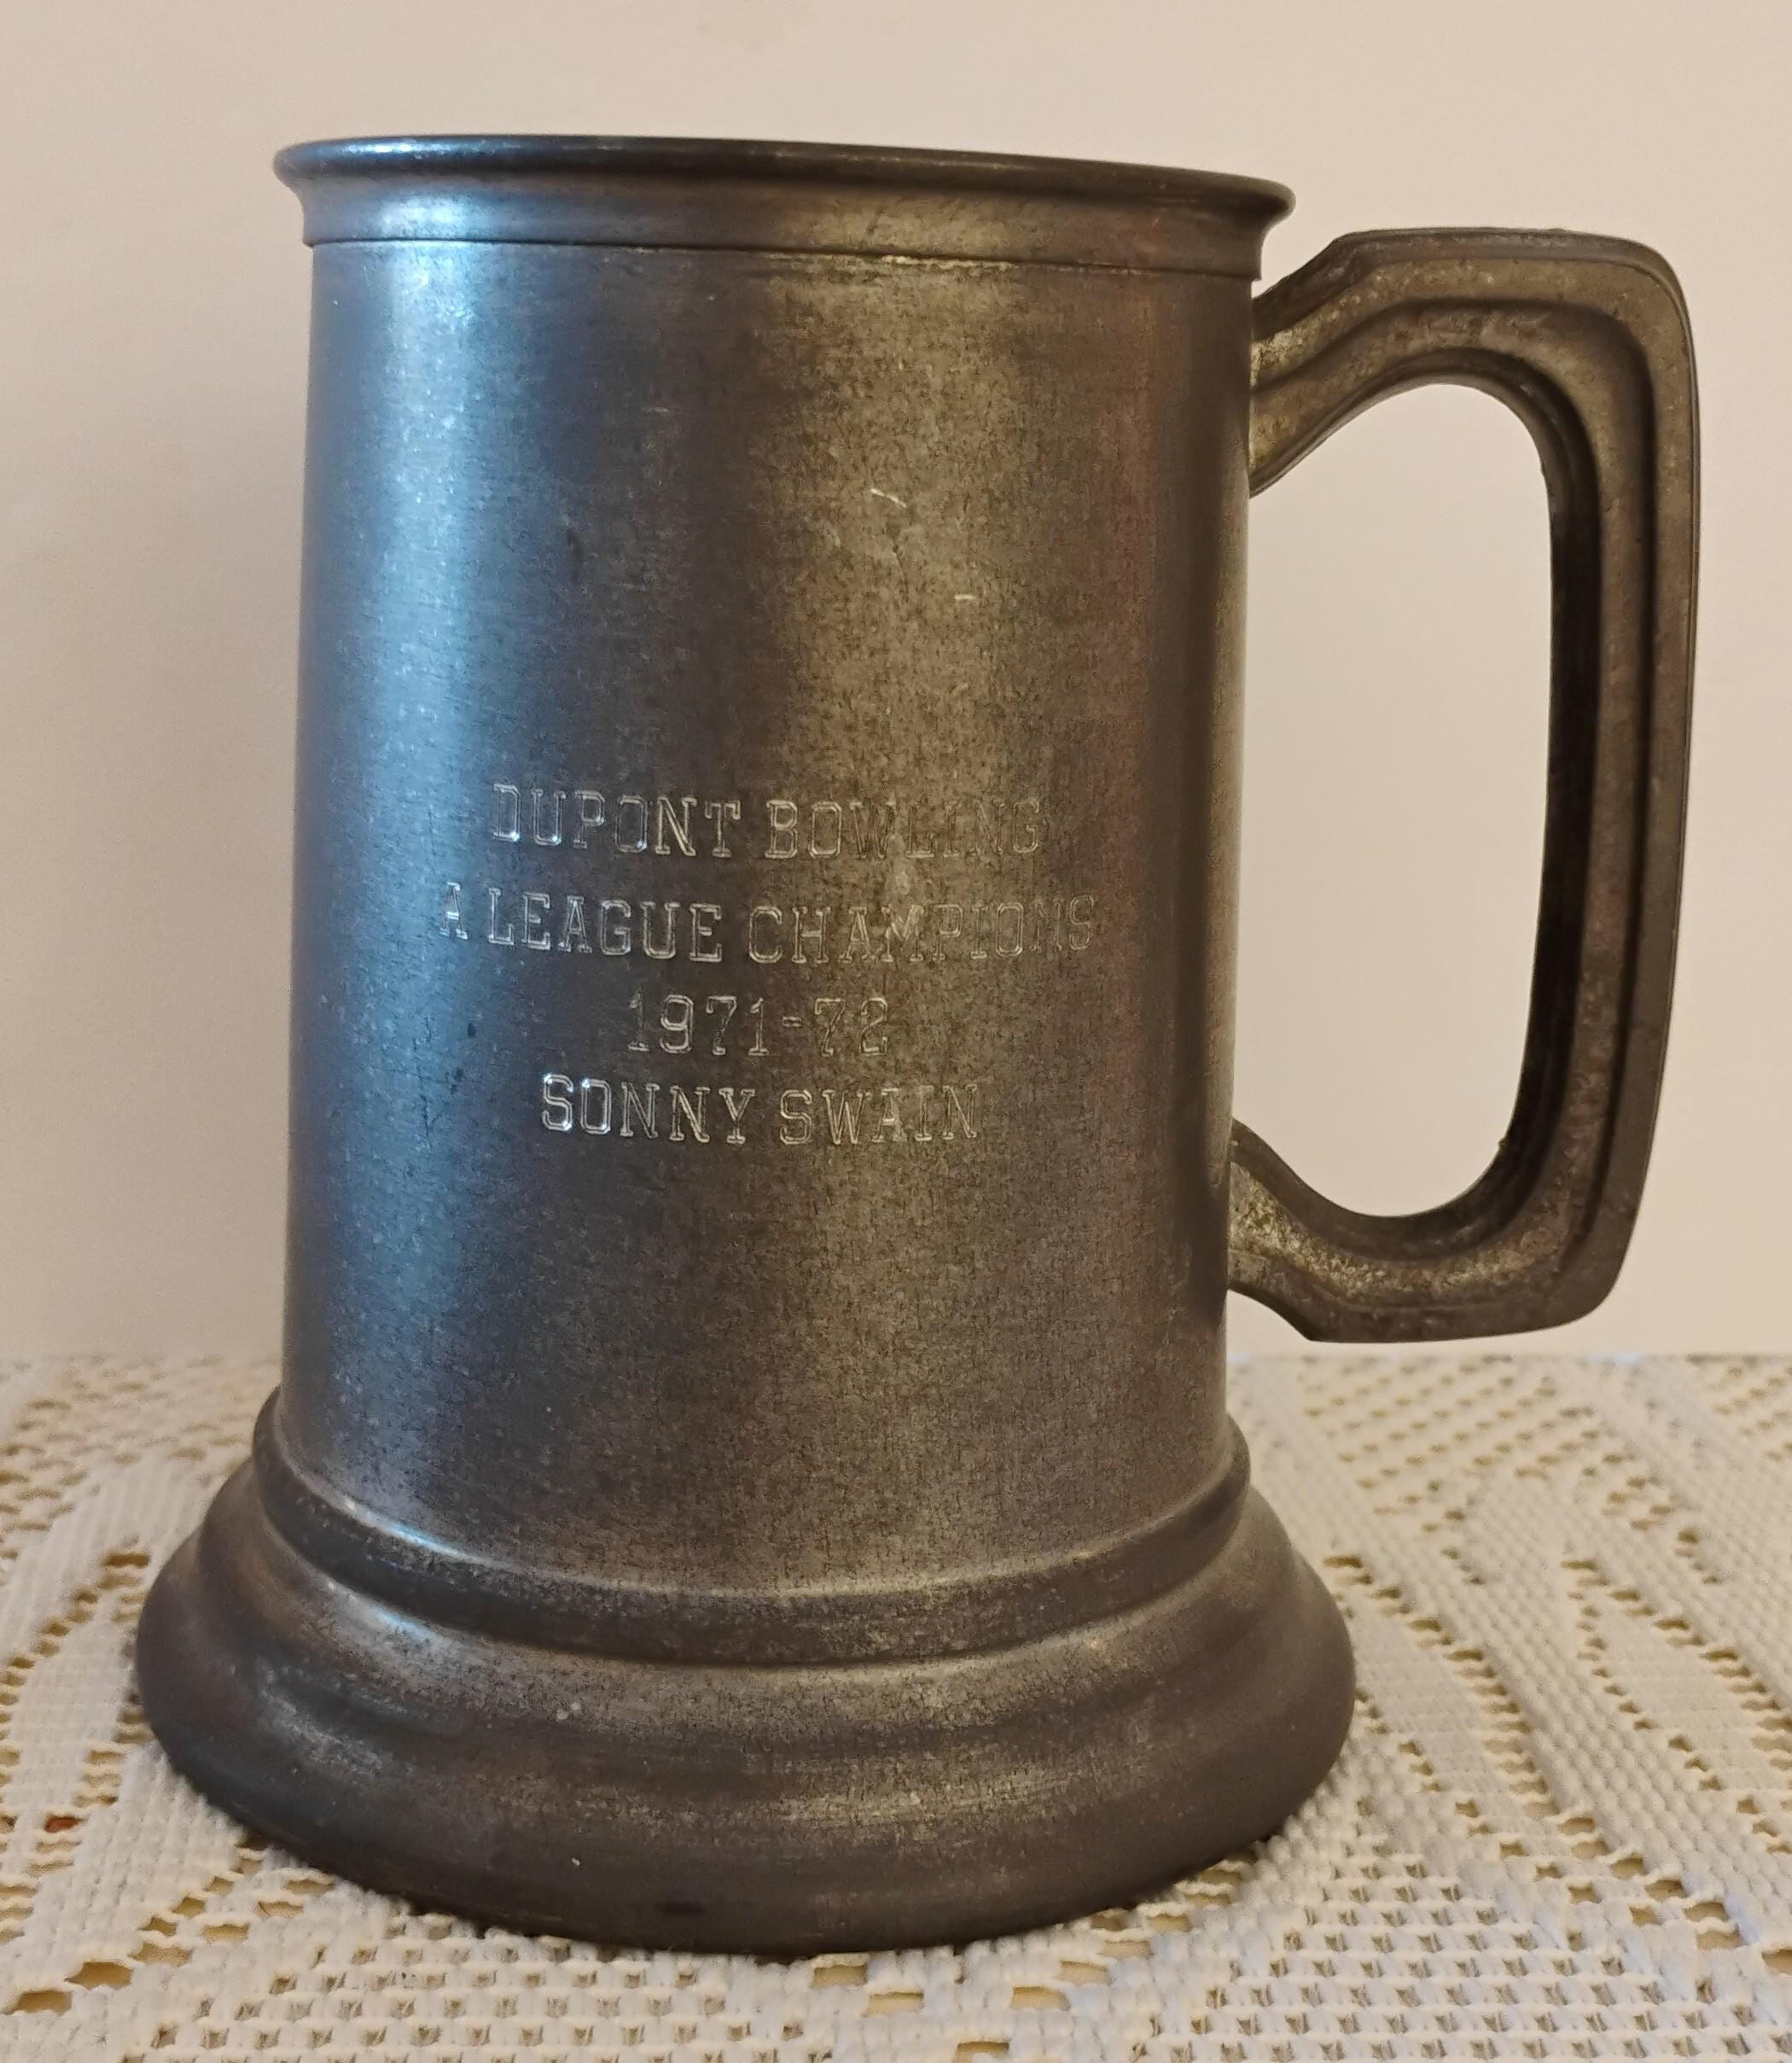 DUPONT BOWLING
A LEAGUE CHAMPIONS
1971-72
SONNY SWAIN